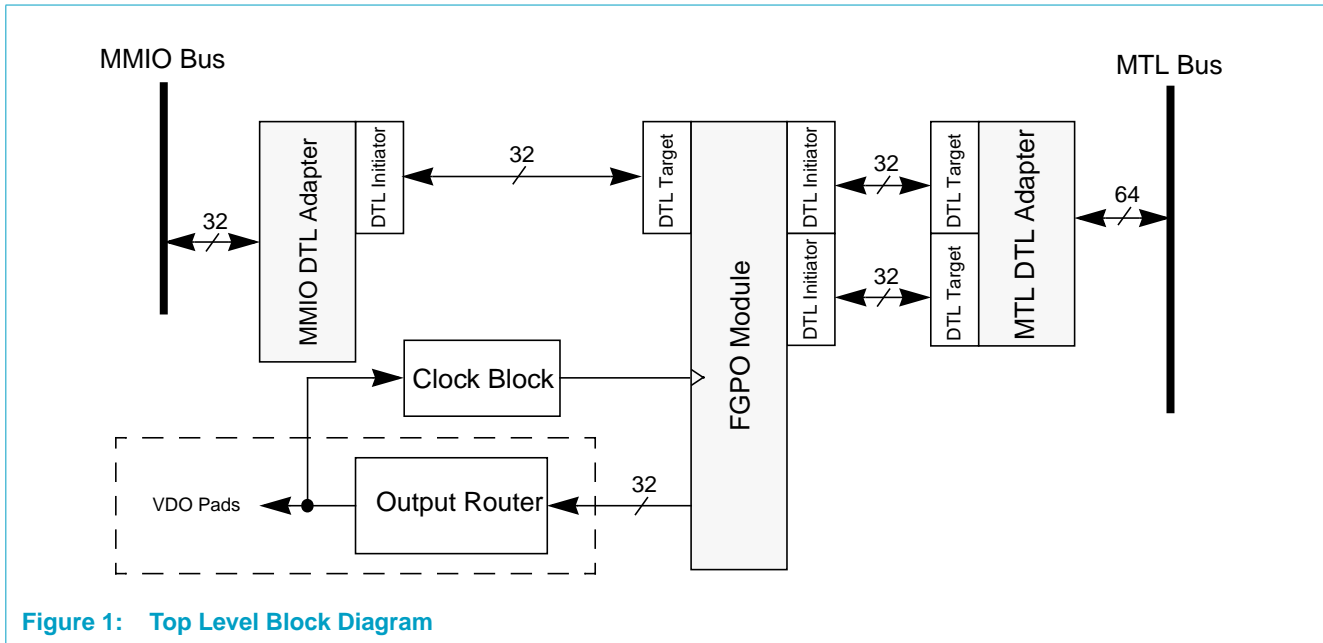 MMIO Bus
MTL Bus
MMIO DTL Adapter
DTL Initiator
32
32
DTL Target
FGPO Module
DTL Initiator
DTL Initiator
32
32
DTL Target
DTL Target
MTL DTL Adapter
64
Clock Block
VDO Pads
Output Router
32
Figure 1: Top Level Block Diagram